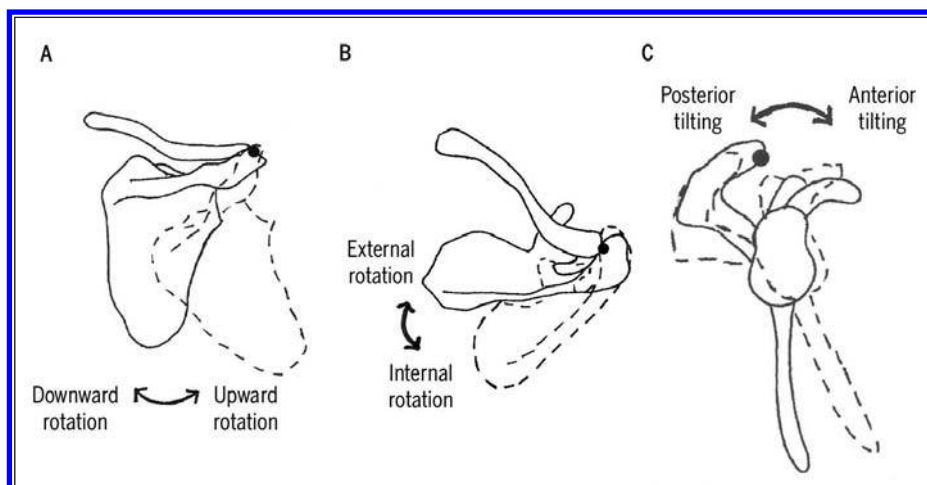 A
Downward
rotation
Upward
rotation
B
External
rotation
Internal
rotation
C
Posterior
tilting
Anterior
tilting